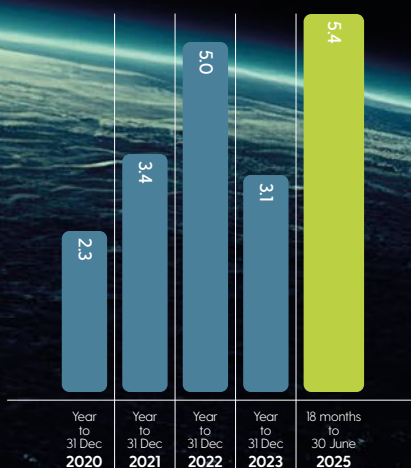 2.3
3.4
5.0
3.1
5.4
Year
to
31 Dec
2020
Year
to
31 Dec
2021
Year
to
31 Dec
2022
Year
to
31 Dec
2023
18 months
to
30 June
2025